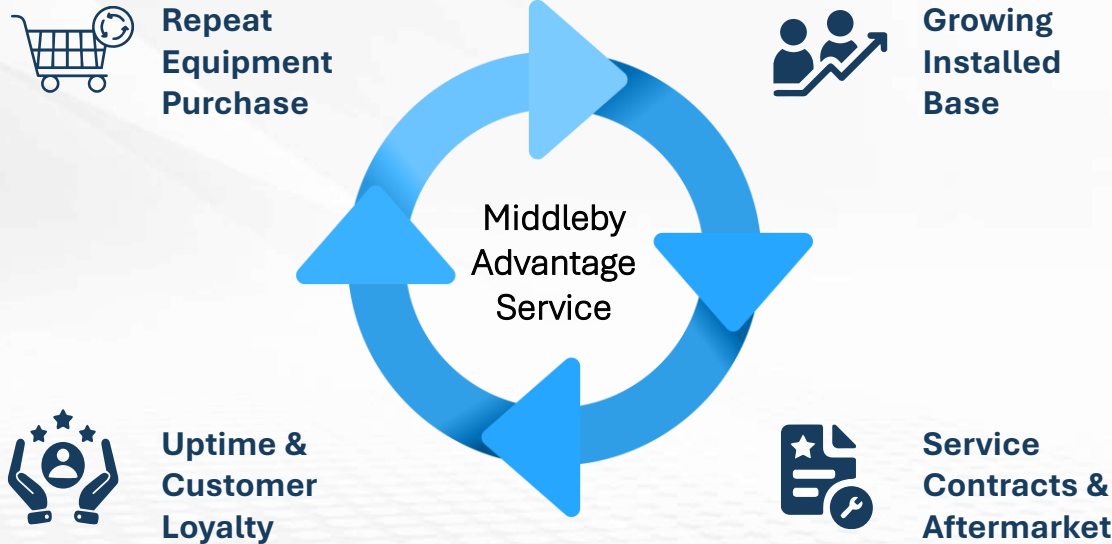 Repeat
Equipment
Purchase
Growing
Installed
Base
Middleby
Advantage
Service
Uptime &
Customer
Loyalty
Service
Contracts &
Aftermarket